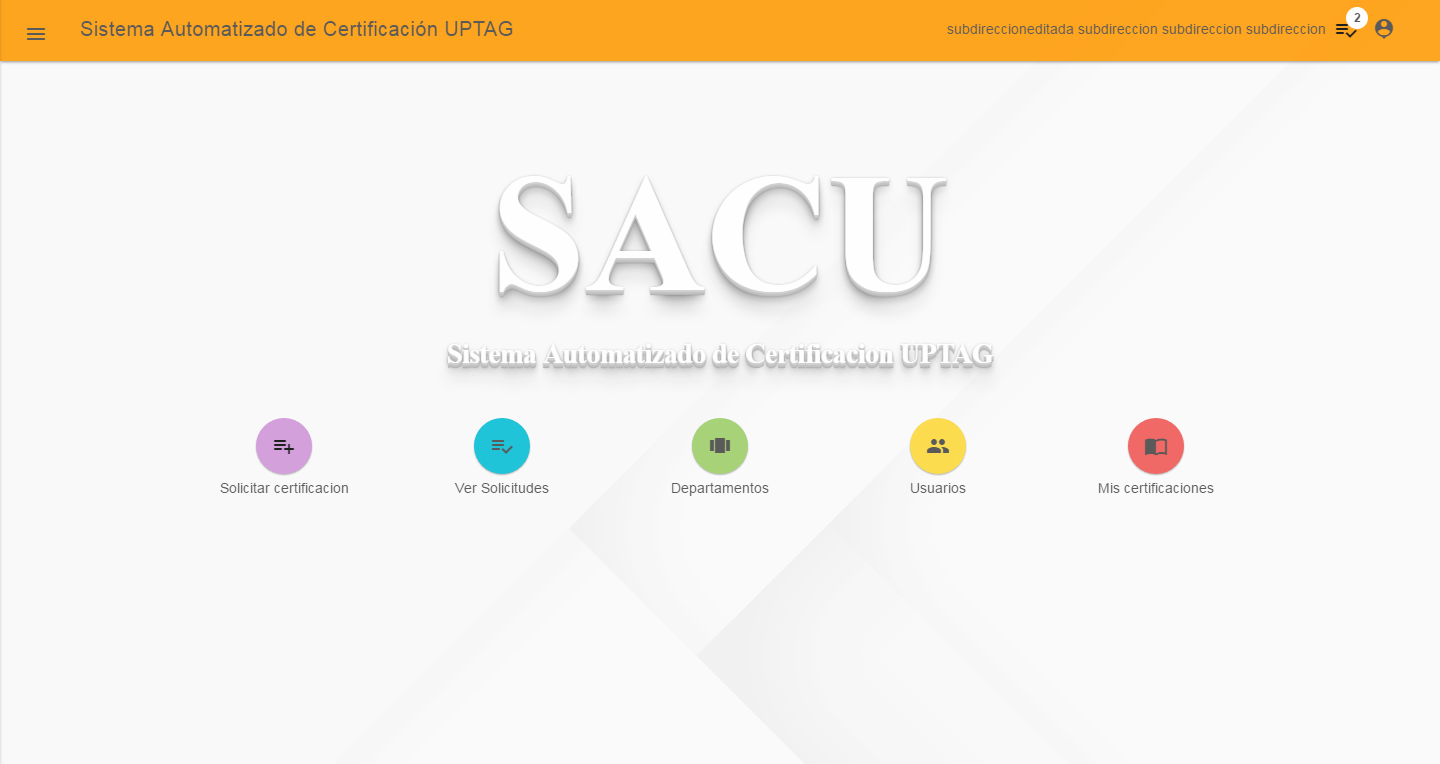 Sistema Automatizado de Certificación UPTAG
subdireccioneditada subdireccion subdireccion subdireccion
2
SACU
Sistema Automatizado de Certificacion UPTAG
Solicitar certificacion
Ver Solicitudes
Departamentos
Usuarios
Mis certificaciones